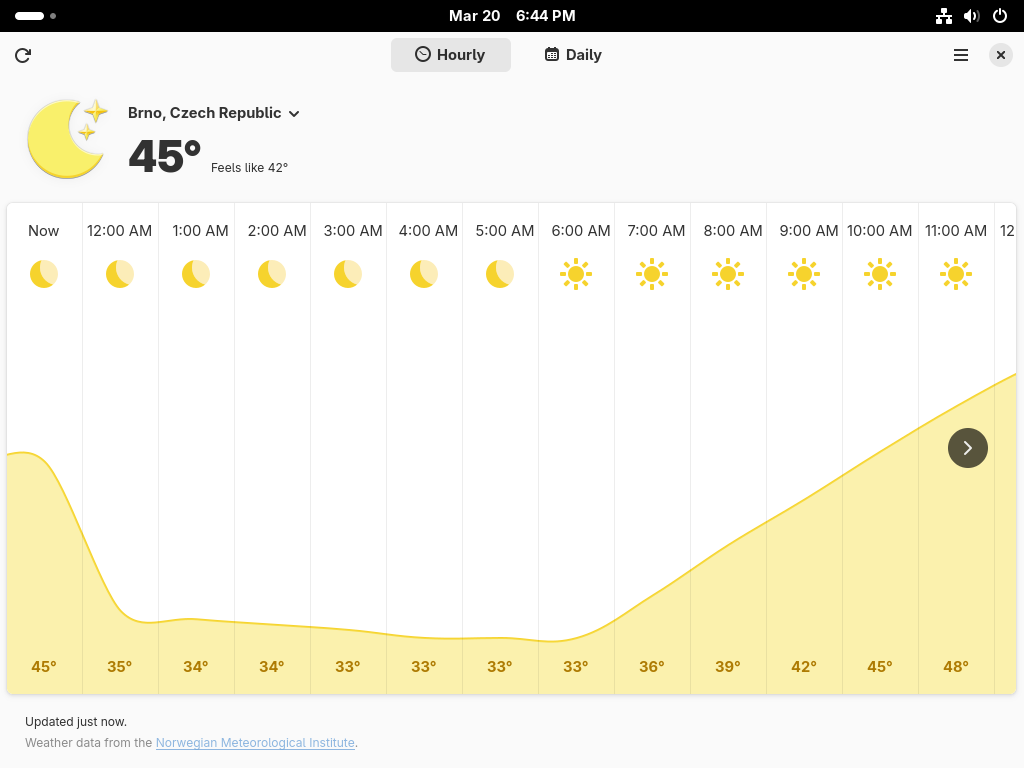 Mar 20 6:44 PM
Hourly Daily
Brno, Czech Republic
45° Feels like 42°
Now 12:00 AM 1:00 AM 2:00 AM 3:00 AM 4:00 AM 5:00 AM 6:00 AM 7:00 AM 8:00 AM 9:00 AM 10:00 AM 11:00 AM 12
45° 35° 34° 34° 33° 33° 33° 33° 36° 39° 42° 45° 48°
Updated just now.
Weather data from the Norwegian Meteorological Institute.